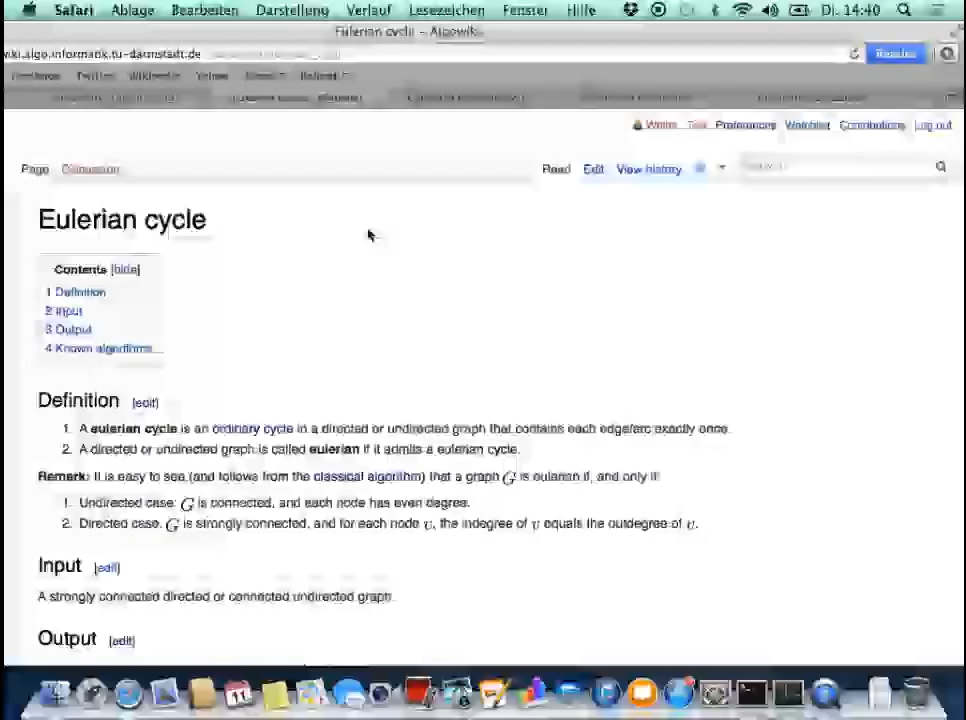 Safari Ablage Bearbeiten Darstellung Verlauf Lesezeichen Fenster Hilfe Di. 14:40
Eulerian cycle – Algowiki
wiki.algo.informatik.tu-darmstadt.de Reader
Twitter Wikipedia
Talk Preferences Watchlist Contributions Log out
Page Discussion Read Edit View history Search
Eulerian cycle
Contents [hide]
1 Definition
2 Input
3 Output
4 Known algorithms
Definition [edit]
1. A eulerian cycle is an ordinary cycle in a directed or undirected graph that contains each edge/arc exactly once.
2. A directed or undirected graph is called eulerian if it admits a eulerian cycle.
Remark: It is easy to see (and follows from the classical algorithm) that a graph G is eularian if, and only if:
1. Undirected case: G is connected, and each node has even degree.
2. Directed case, G is strongly connected, and for each node v, the indegree of v equals the outdegree of v.
Input [edit]
A strongly connected directed or connected undirected graph.
Output [edit]
11